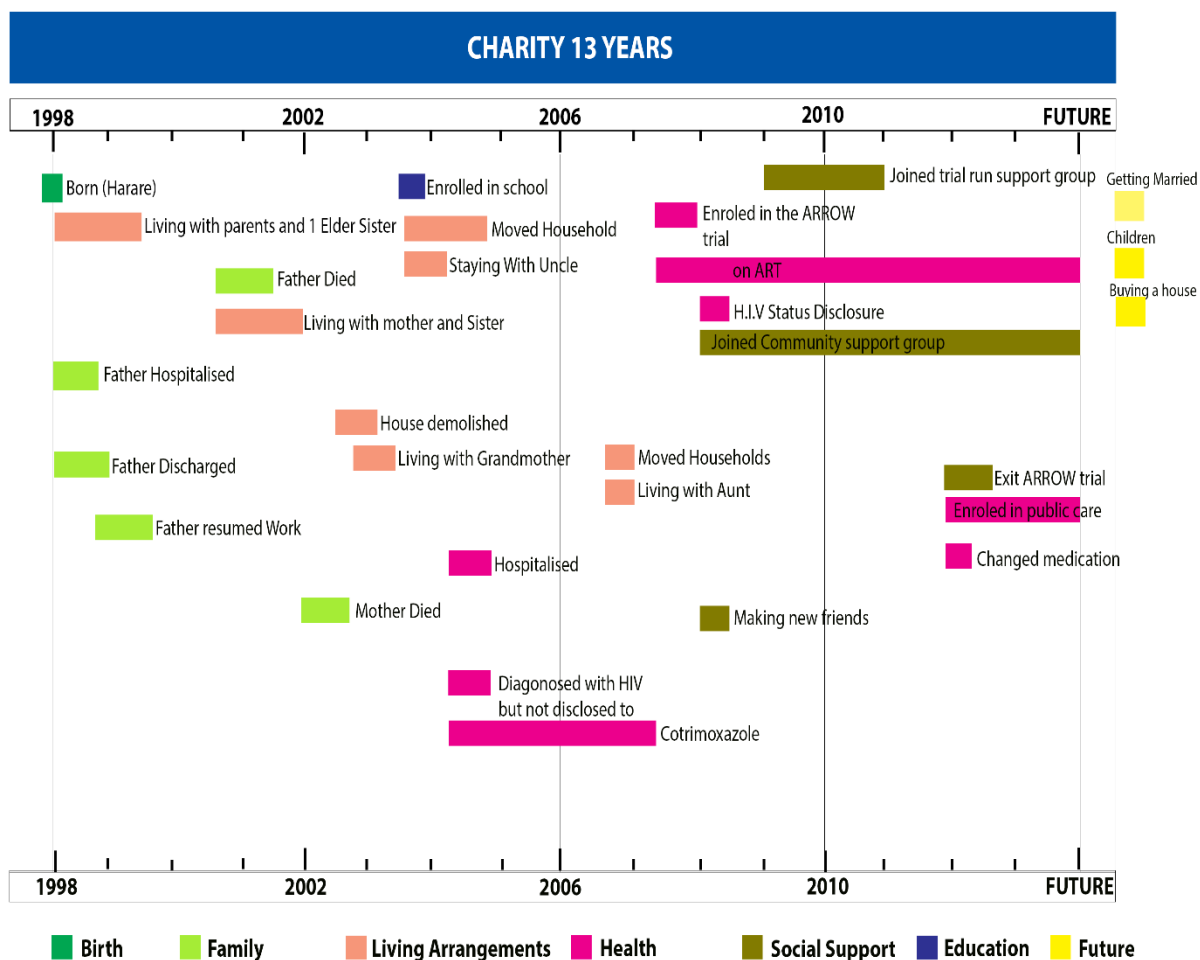 CHARITY 13 YEARS
1998 2002 2006 2010 FUTURE
Born (Harare)
Enrolled in school
Joined trial run support group
Getting Married
Living with parents and 1 Elder Sister
Moved Household
Enroled in the ARROW
trial
Children
Staying With Uncle
on ART
Father Died
Buying a house
Living with mother and Sister
H.I.V Status Disclosure
Joined Community support group
Father Hospitalised
House demolished
Living with Grandmother
Moved Households
Father Discharged
Living with Aunt
Exit ARROW trial
Enroled in public care
Father resumed Work
Hospitalised
Changed medication
Mother Died
Making new friends
Diagonosed with HIV
but not disclosed to
Cotrimoxazole
1998 2002 2006 2010 FUTURE
Birth Family Living Arrangements Health Social Support Education Future